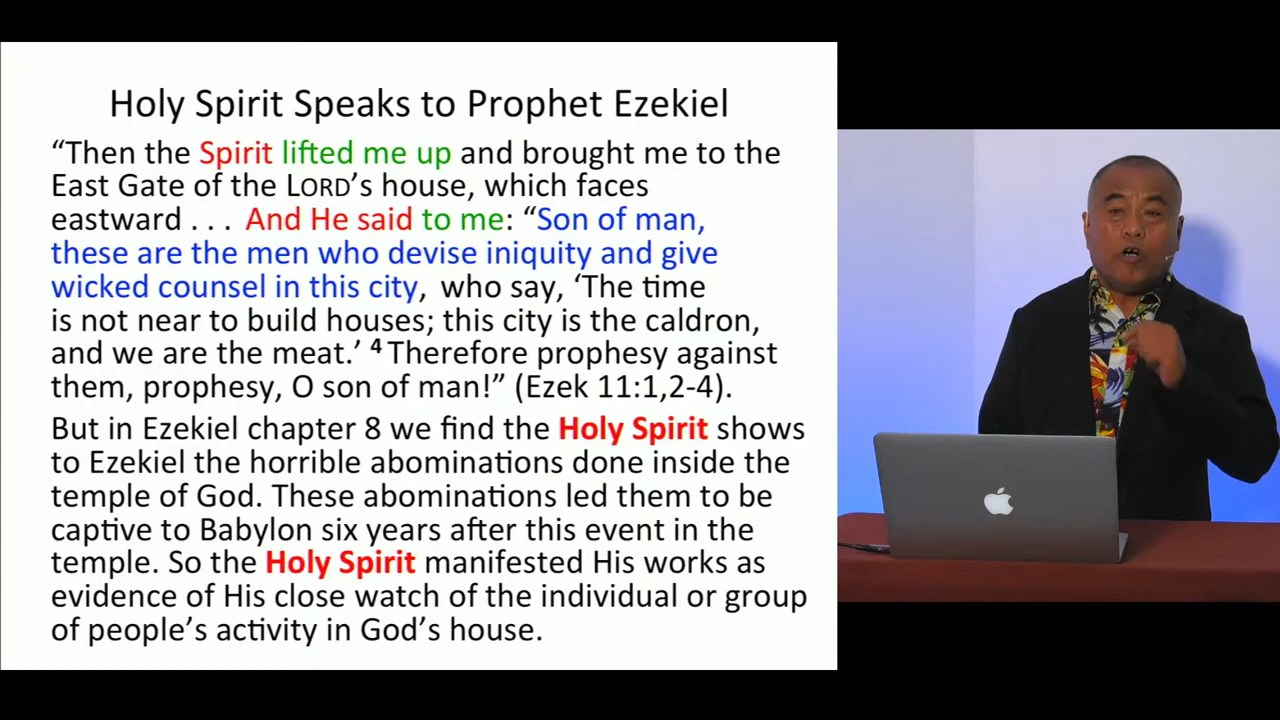 Holy Spirit Speaks to Prophet Ezekiel
“Then the Spirit lifted me up and brought me to the
East Gate of the LORD’s house, which faces
eastward . . . And He said to me: “Son of man,
these are the men who devise iniquity and give
wicked counsel in this city, who say, ‘The time
is not near to build houses; this city is the caldron,
and we are the meat.’ ⁴ Therefore prophesy against
them, prophesy, O son of man!” (Ezek 11:1,2-4).
But in Ezekiel chapter 8 we find the Holy Spirit shows
to Ezekiel the horrible abominations done inside the
temple of God. These abominations led them to be
captive to Babylon six years after this event in the
temple. So the Holy Spirit manifested His works as
evidence of His close watch of the individual or group
of people’s activity in God’s house.